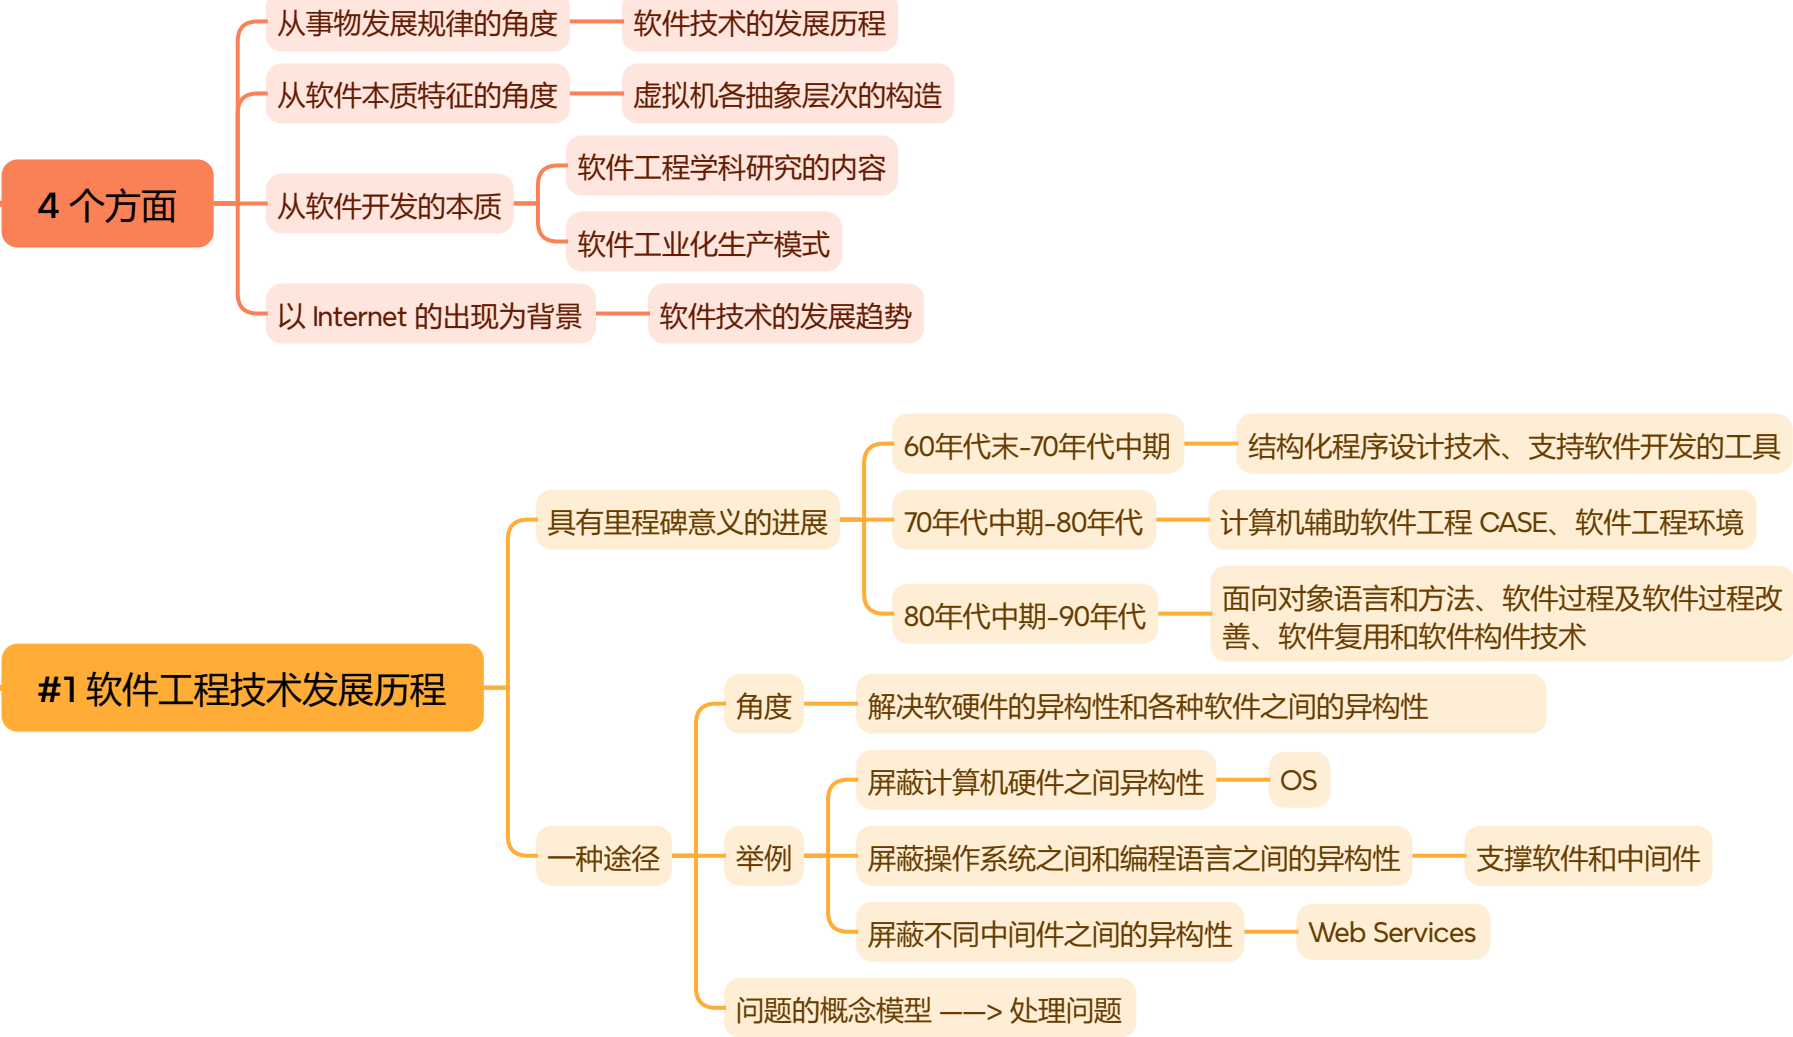 4 个方面
从事物发展规律的角度
软件技术的发展历程
从软件本质特征的角度
虚拟机各抽象层次的构造
从软件开发的本质
软件工程学科研究的内容
软件工业化生产模式
以 Internet 的出现为背景
软件技术的发展趋势
#1 软件工程技术发展历程
具有里程碑意义的进展
60年代末-70年代中期
结构化程序设计技术、支持软件开发的工具
70年代中期-80年代
计算机辅助软件工程 CASE、软件工程环境
80年代中期-90年代
面向对象语言和方法、软件过程及软件过程改
善、软件复用和软件构件技术
一种途径
角度
解决软硬件的异构性和各种软件之间的异构性
举例
屏蔽计算机硬件之间异构性
OS
屏蔽操作系统之间和编程语言之间的异构性
支撑软件和中间件
屏蔽不同中间件之间的异构性
Web Services
问题的概念模型 ——> 处理问题